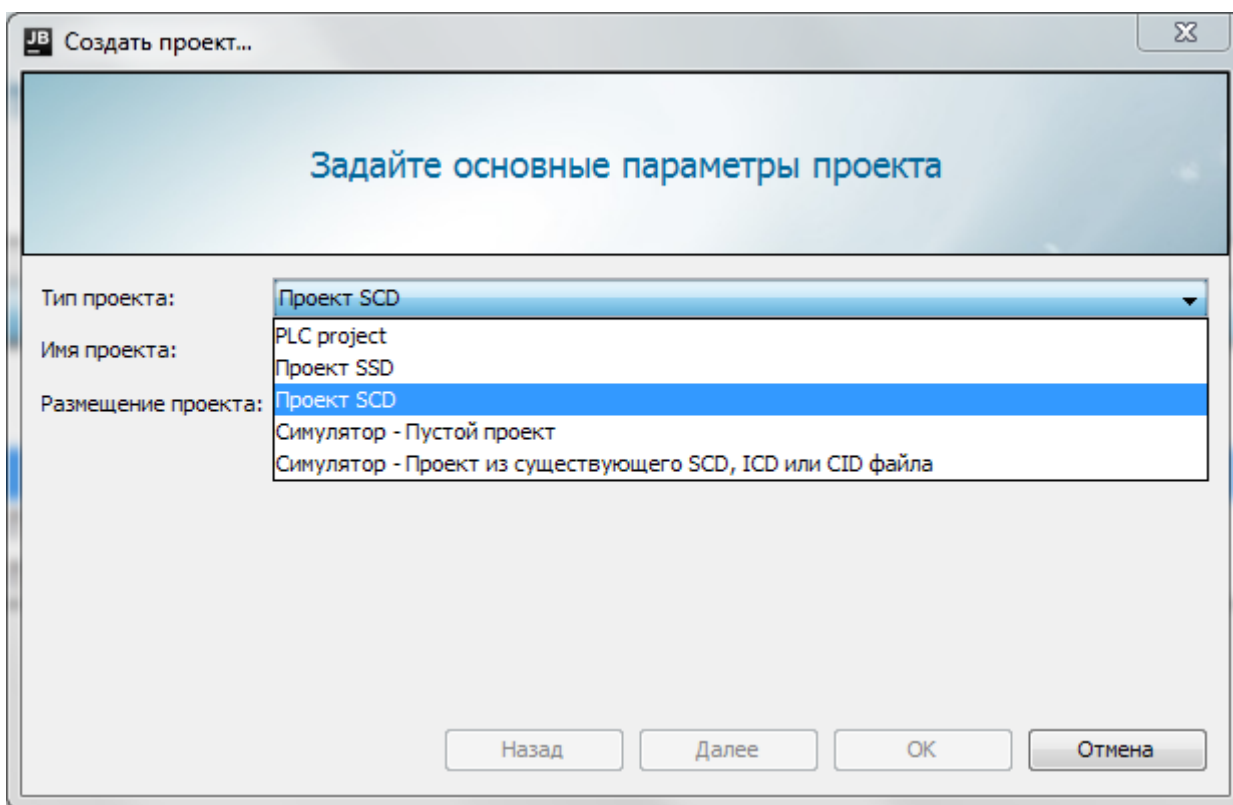 JB Создать проект...
Задайте основные параметры проекта
Тип проекта: Проект SCD
PLC project
Имя проекта:
Проект SSD
Размещение проекта: Проект SCD
Симулятор - Пустой проект
Симулятор - Проект из существующего SCD, ICD или CID файла
Назад Далее OK Отмена